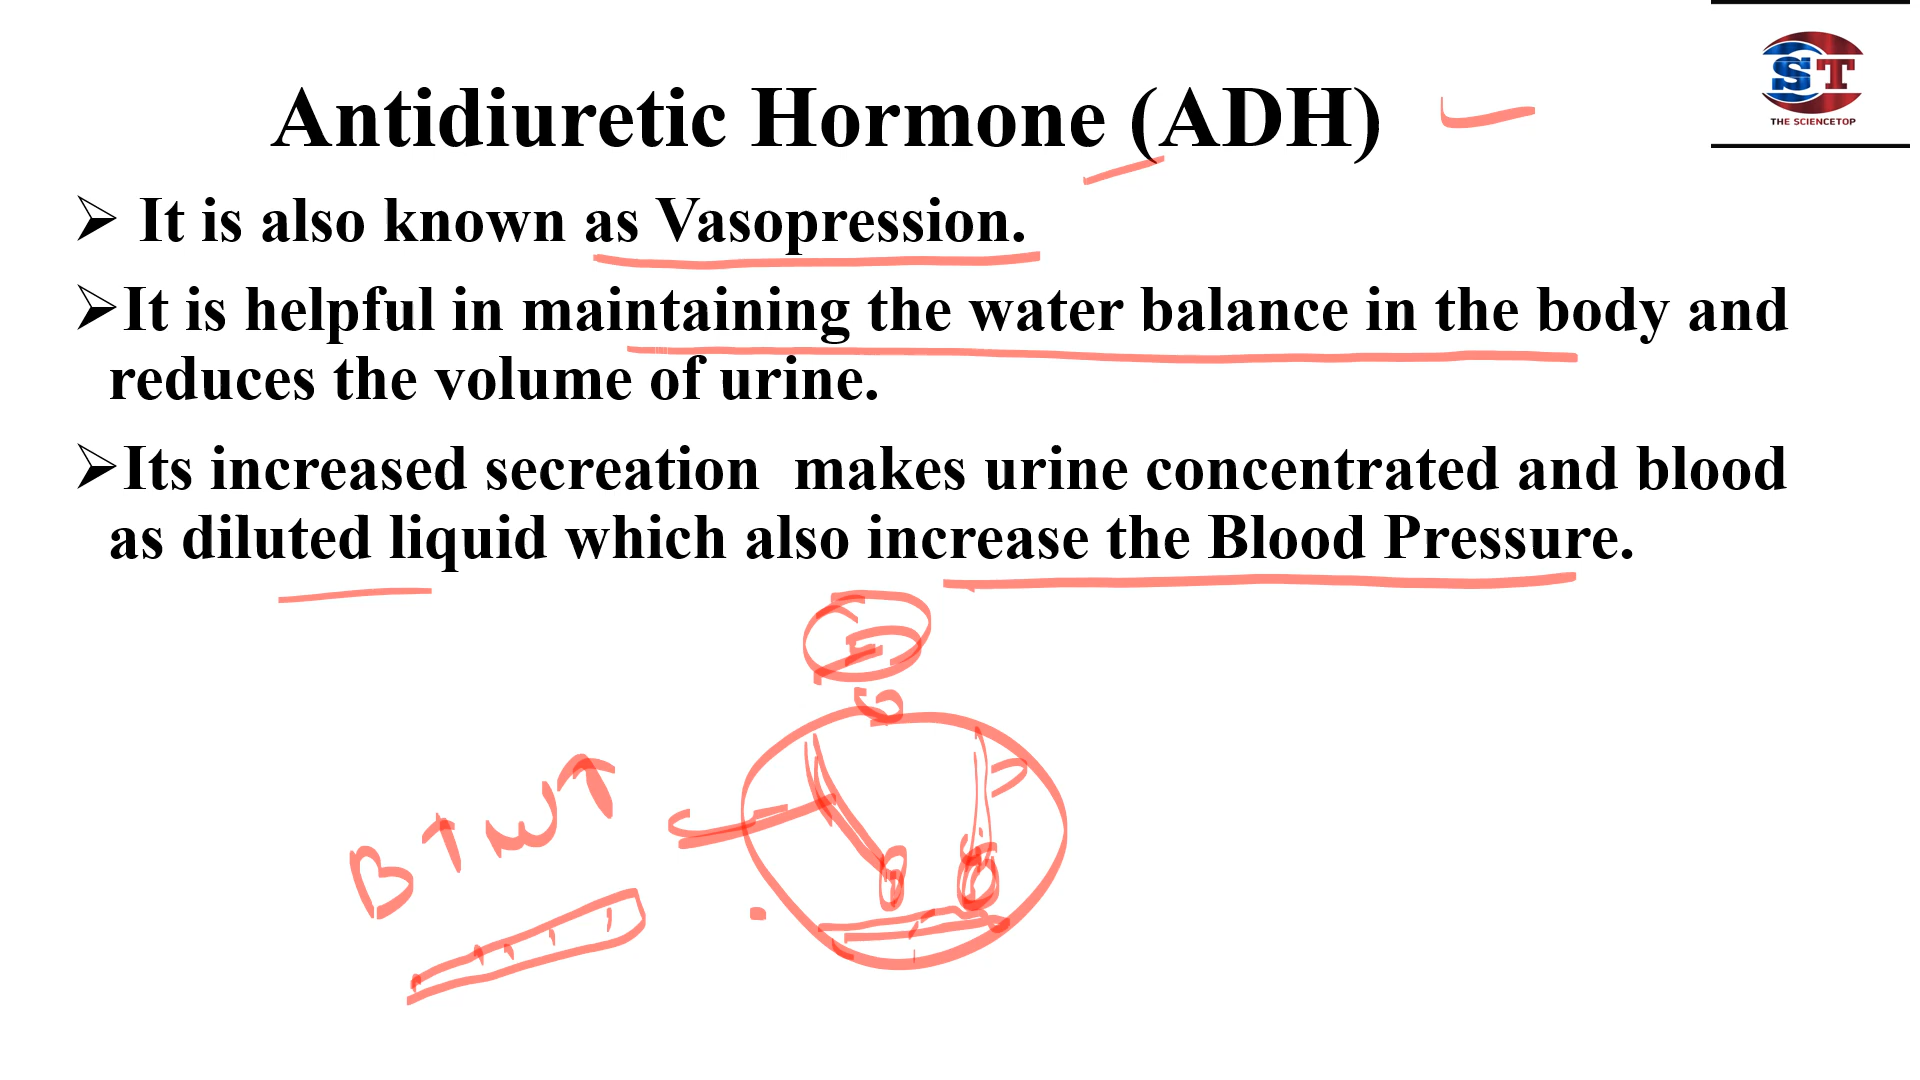 Antidiuretic Hormone (ADH)
ST
THE SCIENCETOP
➢ It is also known as Vasopression.
➢It is helpful in maintaining the water balance in the body and
reduces the volume of urine.
➢Its increased secreation makes urine concentrated and blood
as diluted liquid which also increase the Blood Pressure.
B↑ W↑